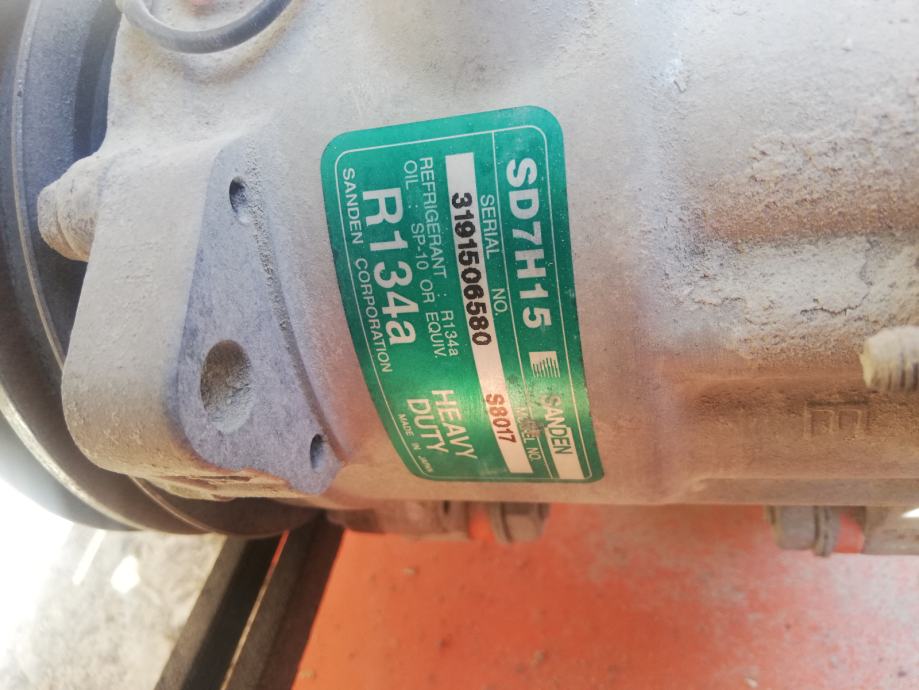 SD7H15 SANDEN
SERIAL NO. MODEL NO.
3191506580 S8017
REFRIGERANT : R134a
OIL : SP-10 OR EQUIV.
HEAVY
DUTY
R134a
SANDEN CORPORATION MADE IN JAPAN